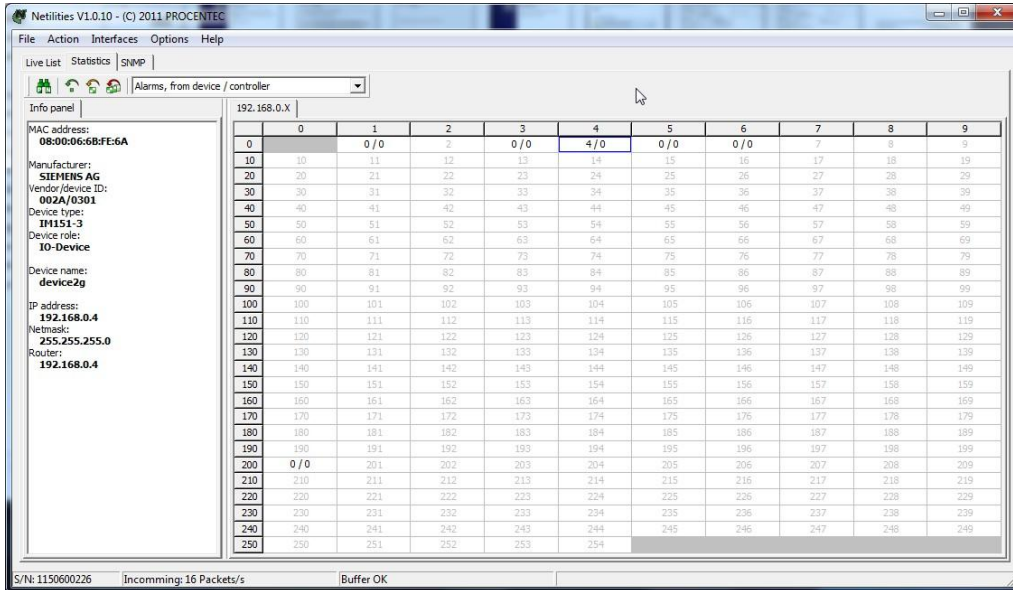 Netilities V1.0.10 - (C) 2011 PROCENTEC
File Action Interfaces Options Help
Live List Statistics SNMP
Alarms, from device / controller
Info panel
192.168.0.X
MAC address:
08:00:06:6B:FE:6A
Manufacturer:
SIEMENS AG
Vendor/device ID:
002A/0301
Device type:
IM151-3
Device role:
IO-Device
Device name:
device2g
IP address:
192.168.0.4
Netmask:
255.255.255.0
Router:
192.168.0.4
0 1 2 3 4 5 6 7 8 9
0 0 / 0 2 0 / 0 4 / 0 0 / 0 0 / 0 7 8 9
10 10 11 12 13 14 15 16 17 18 19
20 20 21 22 23 24 25 26 27 28 29
30 30 31 32 33 34 35 36 37 38 39
40 40 41 42 43 44 45 46 47 48 49
50 50 51 52 53 54 55 56 57 58 59
60 60 61 62 63 64 65 66 67 68 69
70 70 71 72 73 74 75 76 77 78 79
80 80 81 82 83 84 85 86 87 88 89
90 90 91 92 93 94 95 96 97 98 99
100 100 101 102 103 104 105 106 107 108 109
110 110 111 112 113 114 115 116 117 118 119
120 120 121 122 123 124 125 126 127 128 129
130 130 131 132 133 134 135 136 137 138 139
140 140 141 142 143 144 145 146 147 148 149
150 150 151 152 153 154 155 156 157 158 159
160 160 161 162 163 164 165 166 167 168 169
170 170 171 172 173 174 175 176 177 178 179
180 180 181 182 183 184 185 186 187 188 189
190 190 191 192 193 194 195 196 197 198 199
200 0 / 0 201 202 203 204 205 206 207 208 209
210 210 211 212 213 214 215 216 217 218 219
220 220 221 222 223 224 225 226 227 228 229
230 230 231 232 233 234 235 236 237 238 239
240 240 241 242 243 244 245 246 247 248 249
250 250 251 252 253 254
S/N: 1150600226 Incomming: 16 Packets/s Buffer OK